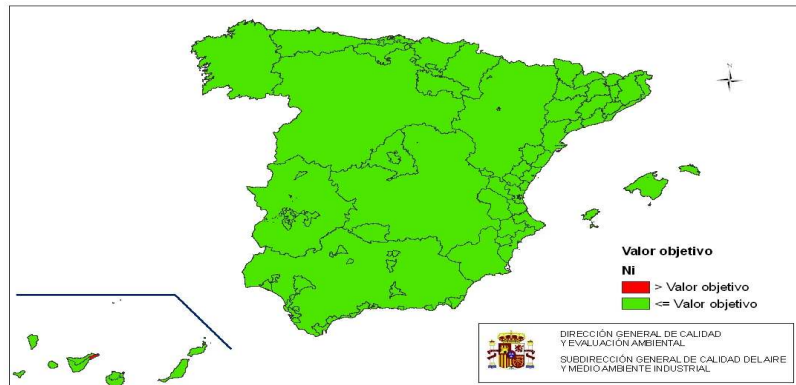 N
Valor objetivo
Ni
> Valor objetivo
<= Valor objetivo
DIRECCIÓN GENERAL DE CALIDAD
Y EVALUACIÓN AMBIENTAL
SUBDIRECCIÓN GENERAL DE CALIDAD DEL AIRE
Y MEDIO AMBIENTE INDUSTRIAL